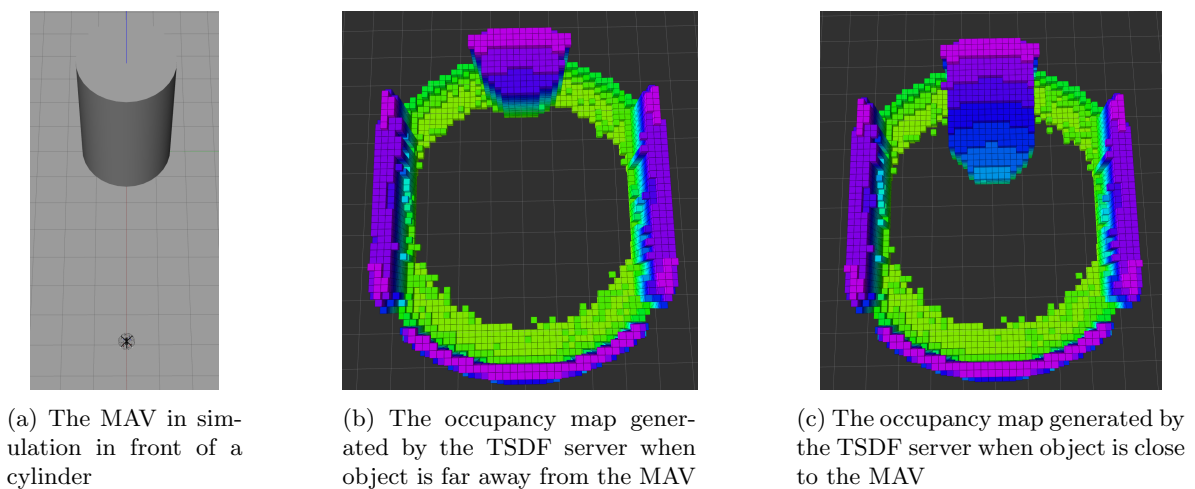 (a) The MAV in sim-
ulation in front of a
cylinder
(b) The occupancy map gener-
ated by the TSDF server when
object is far away from the MAV
(c) The occupancy map generated by
the TSDF server when object is close
to the MAV